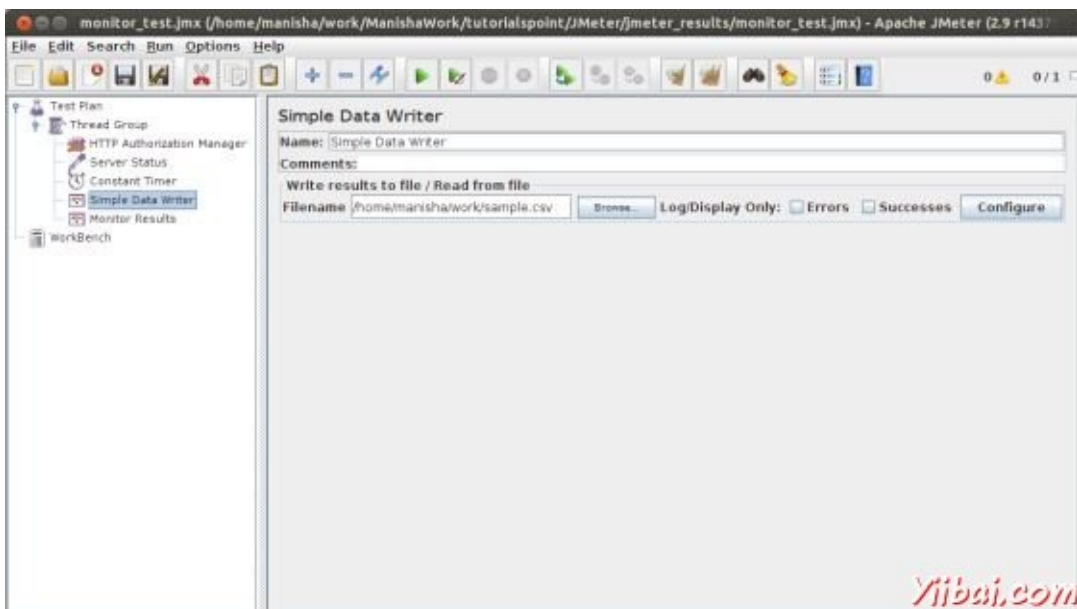 monitor_test.jmx (/home/manisha/work/ManishaWork/tutorialspoint/JMeter/jmeter_results/monitor_test.jmx) - Apache JMeter (2.9 r1437
File Edit Search Run Options Help
0 0/1
Test Plan
Thread Group
HTTP Authorization Manager
Server Status
Constant Timer
Simple Data Writer
Monitor Results
WorkBench
Simple Data Writer
Name: Simple Data Writer
Comments:
Write results to file / Read from file
Filename /home/manisha/work/sample.csv Browse... Log/Display Only: Errors Successes Configure
Yiibai.com